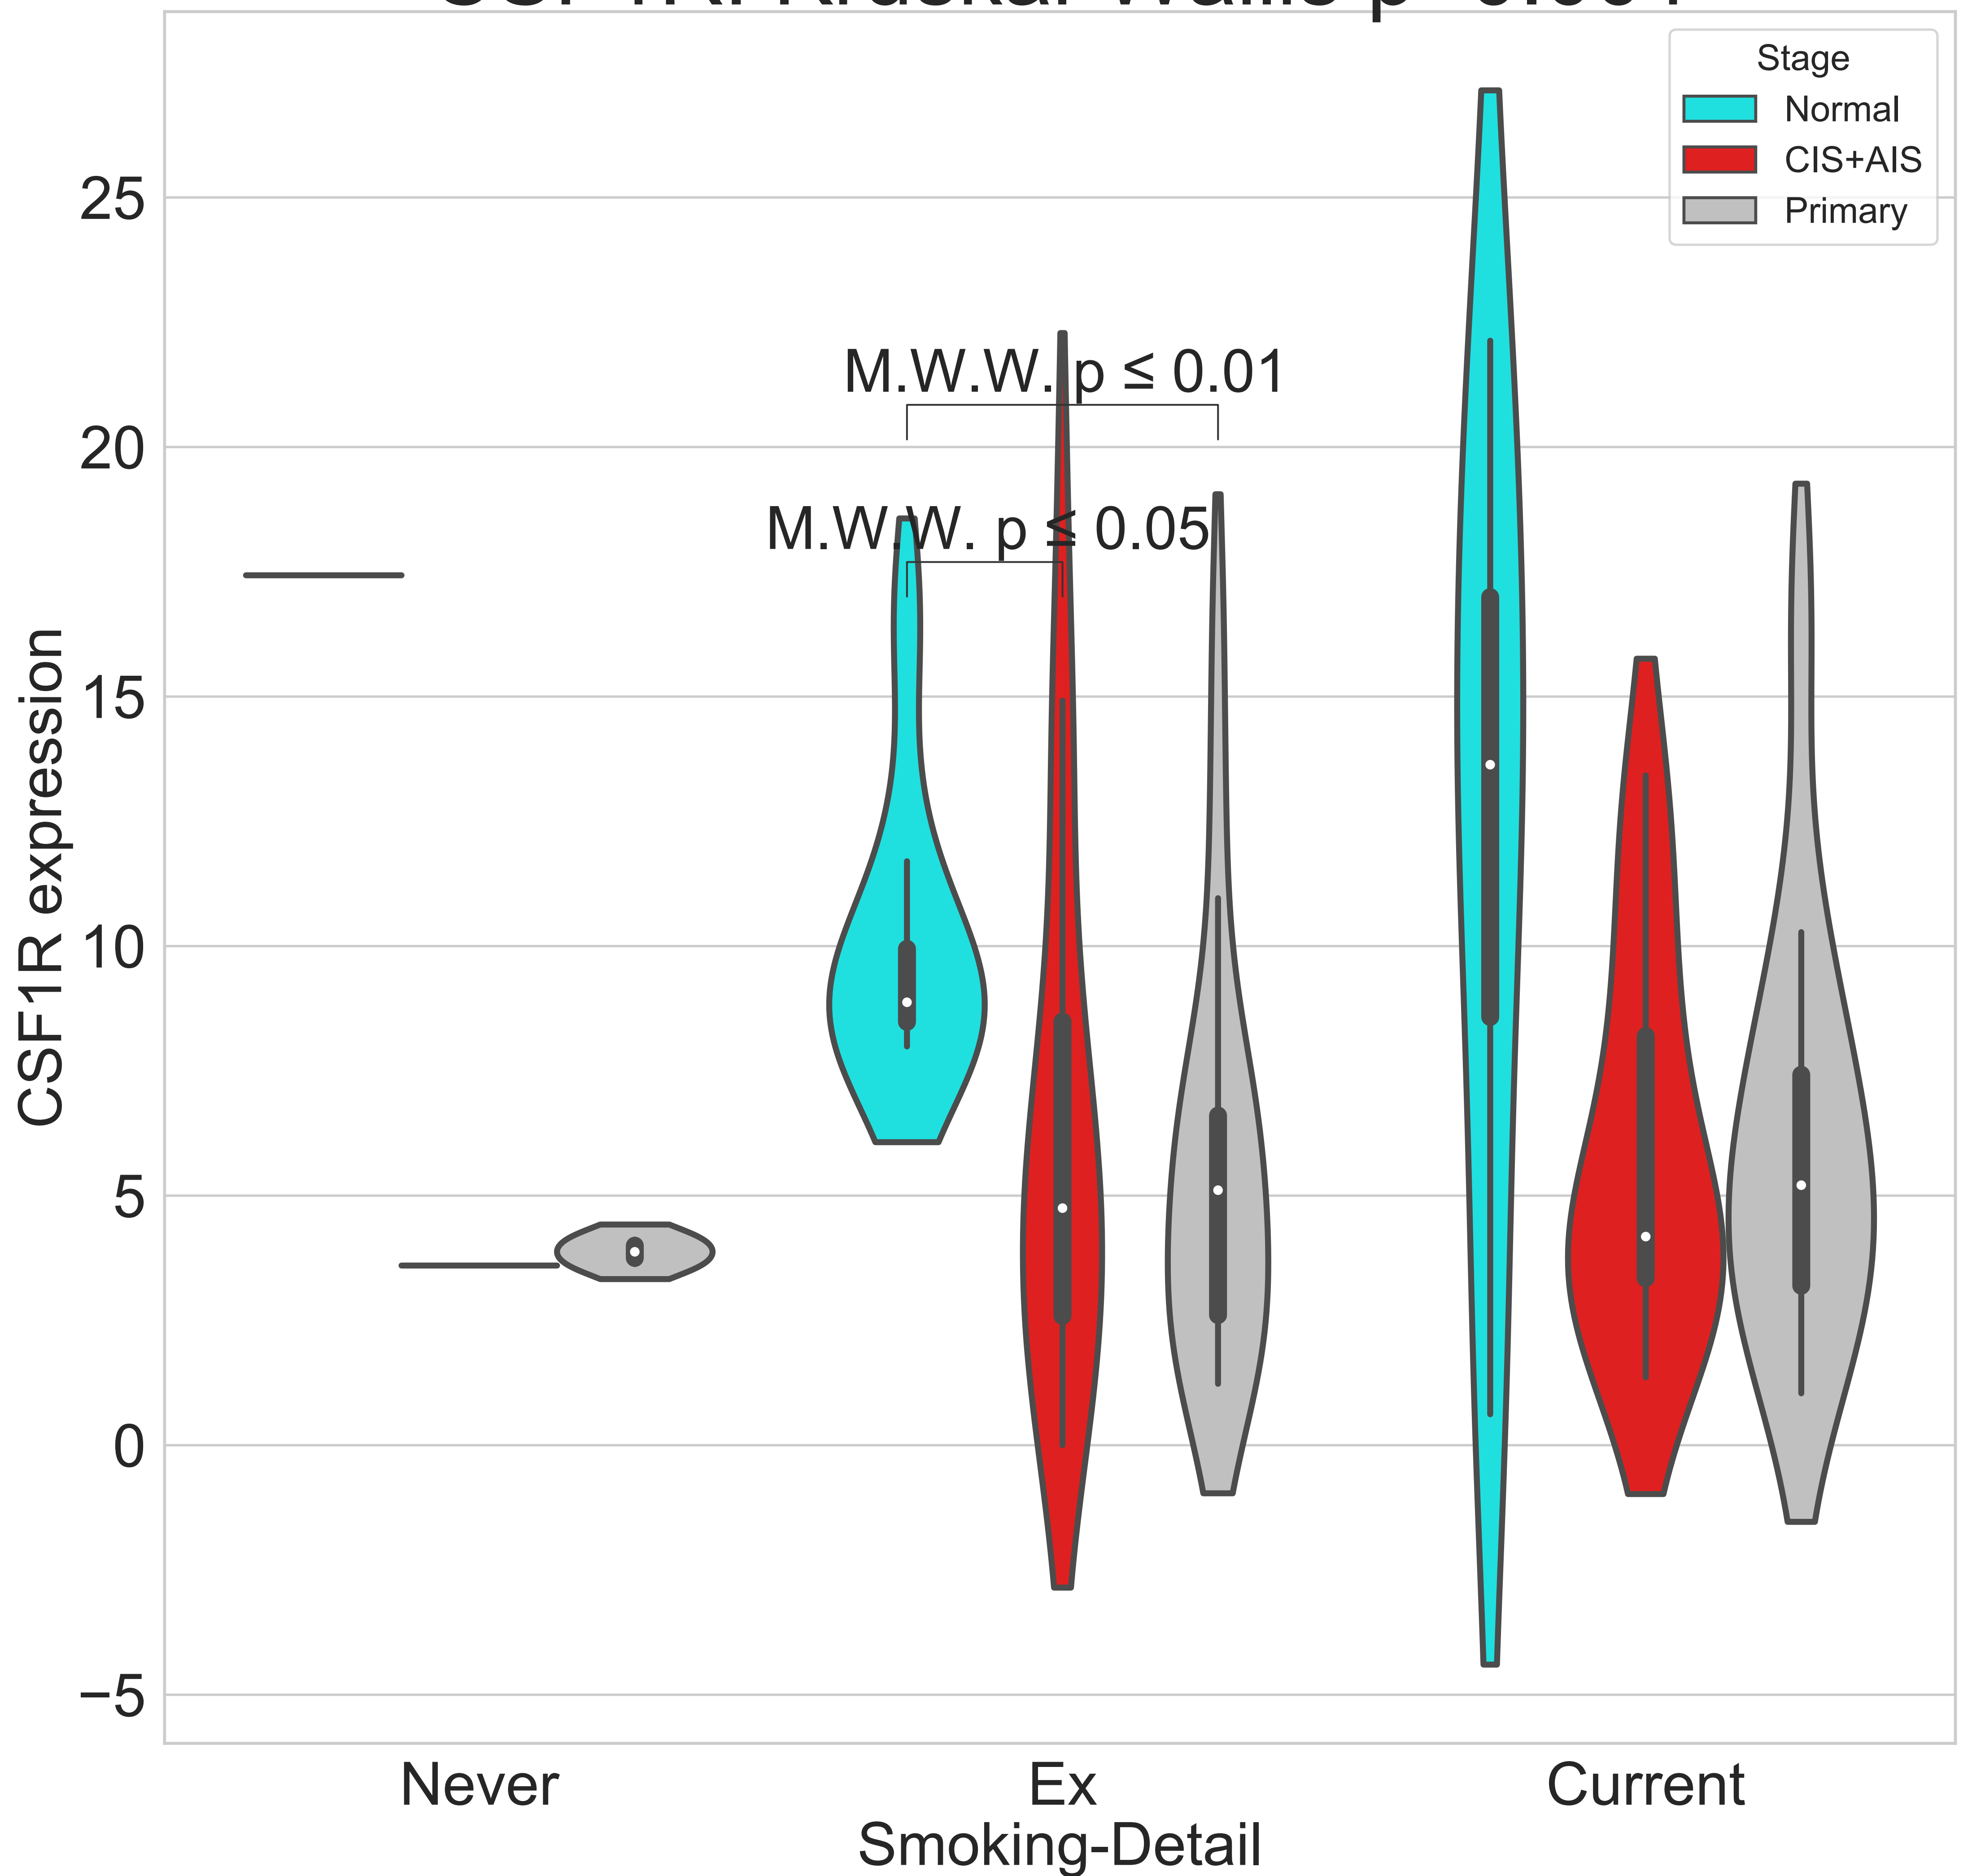 Stage
Normal
CIS+AIS
Primary
M.W.W. p ≤ 0.01
M.W.W. p ≤ 0.05
25
20
15
10
5
0
−5
CSF1R expression
Never
Ex
Current
Smoking-Detail